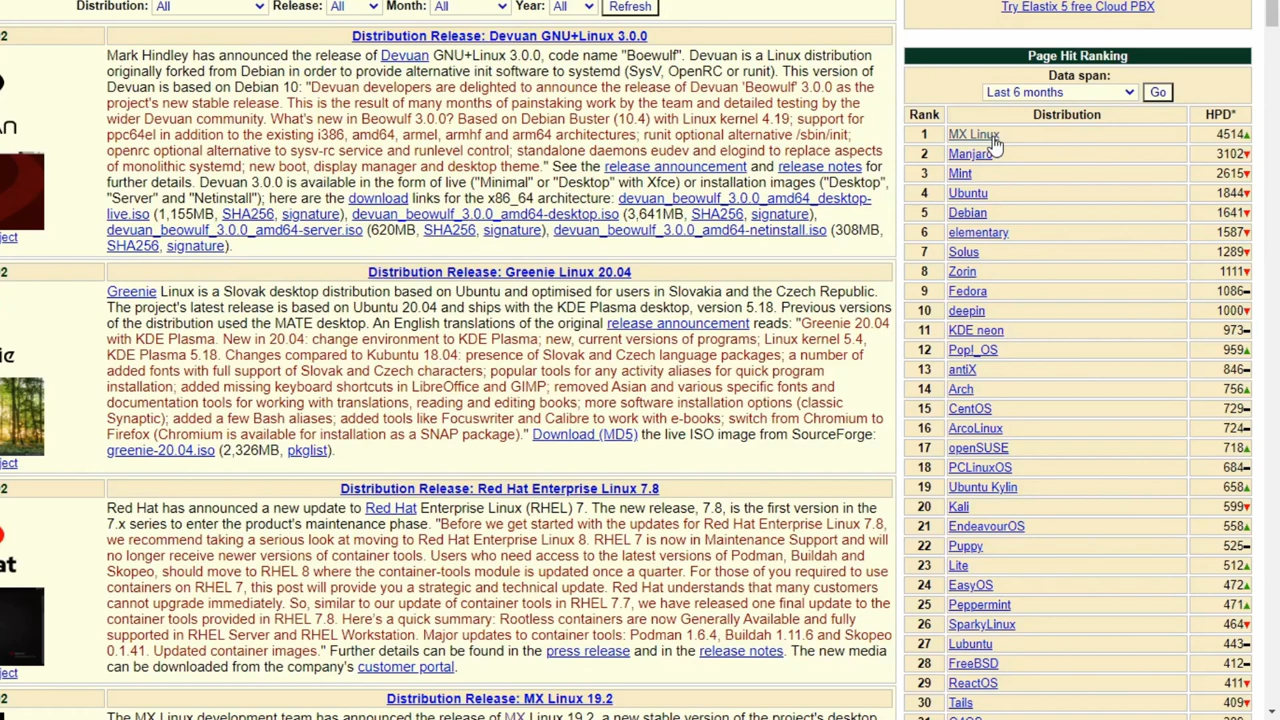 Distribution: All Release: All Month: All Year: All Refresh
2
Distribution Release: Devuan GNU+Linux 3.0.0
Mark Hindley has announced the release of Devuan GNU+Linux 3.0.0, code name "Boewulf". Devuan is a Linux distribution
originally forked from Debian in order to provide alternative init software to systemd (SysV, OpenRC or runit). This version of
Devuan is based on Debian 10: "Devuan developers are delighted to announce the release of Devuan 'Beowulf' 3.0.0 as the
project's new stable release. This is the result of many months of painstaking work by the team and detailed testing by the
wider Devuan community. What's new in Beowulf 3.0.0? Based on Debian Buster (10.4) with Linux kernel 4.19; support for
ppc64el in addition to the existing i386, amd64, armel, armhf and arm64 architectures; runit optional alternative /sbin/init;
openrc optional alternative to sysv-rc service and runlevel control; standalone daemons eudev and elogind to replace aspects
of monolithic systemd; new boot, display manager and desktop theme." See the release announcement and release notes for
further details. Devuan 3.0.0 is available in the form of live ("Minimal" or "Desktop" with Xfce) or installation images ("Desktop",
"Server" and "Netinstall"); here are the download links for the x86_64 architecture: devuan_beowulf_3.0.0_amd64_desktop-
live.iso (1,155MB, SHA256, signature), devuan_beowulf_3.0.0_amd64-desktop.iso (3,641MB, SHA256, signature),
devuan_beowulf_3.0.0_amd64-server.iso (620MB, SHA256, signature), devuan_beowulf_3.0.0_amd64-netinstall.iso (308MB,
SHA256, signature).
ject
2
Distribution Release: Greenie Linux 20.04
Greenie Linux is a Slovak desktop distribution based on Ubuntu and optimised for users in Slovakia and the Czech Republic.
The project's latest release is based on Ubuntu 20.04 and ships with the KDE Plasma desktop, version 5.18. Previous versions
of the distribution used the MATE desktop. An English translations of the original release announcement reads: "Greenie 20.04
with KDE Plasma. New in 20.04: change environment to KDE Plasma; new, current versions of programs; Linux kernel 5.4,
KDE Plasma 5.18. Changes compared to Kubuntu 18.04: presence of Slovak and Czech language packages; a number of
added fonts with full support of Slovak and Czech characters; popular tools for any activity aliases for quick program
installation; added missing keyboard shortcuts in LibreOffice and GIMP; removed Asian and various specific fonts and
documentation tools for working with translations, reading and editing books; more software installation options (classic
Synaptic); added a few Bash aliases; added tools like Focuswriter and Calibre to work with e-books; switch from Chromium to
Firefox (Chromium is available for installation as a SNAP package)." Download (MD5) the live ISO image from SourceForge:
greenie-20.04.iso (2,326MB, pkglist).
ie
ject
2
Distribution Release: Red Hat Enterprise Linux 7.8
Red Hat has announced a new update to Red Hat Enterprise Linux (RHEL) 7. The new release, 7.8, is the first version in the
7.x series to enter the product's maintenance phase. "Before we get started with the updates for Red Hat Enterprise Linux 7.8,
we recommend taking a serious look at moving to Red Hat Enterprise Linux 8. RHEL 7 is now in Maintenance Support and will
no longer receive newer versions of container tools. Users who need access to the latest versions of Podman, Buildah and
Skopeo, should move to RHEL 8 where the container-tools module is updated once a quarter. For those of you required to use
containers on RHEL 7, this post will provide you a strategic and technical update. Red Hat understands that many customers
cannot upgrade immediately. So, similar to our update of container tools in RHEL 7.7, we have released one final update to the
container tools provided in RHEL 7.8. Here's a quick summary: Rootless containers are now Generally Available and fully
supported in RHEL Server and RHEL Workstation. Major updates to container tools: Podman 1.6.4, Buildah 1.11.6 and Skopeo
0.1.41. Updated container images." Further details can be found in the press release and in the release notes. The new media
can be downloaded from the company's customer portal.
at
ject
Distribution Release: MX Linux 19.2
The MX Linux development team has announced the release of MX Linux 19.2, a new stable version of the project's desktop
Try Elastix 5 free Cloud PBX
Page Hit Ranking
Data span:
Last 6 months Go
Rank Distribution HPD*
1 MX Linux 4514
2 Manjaro 3102
3 Mint 2615
4 Ubuntu 1844
5 Debian 1641
6 elementary 1587
7 Solus 1289
8 Zorin 1111
9 Fedora 1086
10 deepin 1000
11 KDE neon 973
12 Pop!_OS 959
13 antiX 846
14 Arch 756
15 CentOS 729
16 ArcoLinux 724
17 openSUSE 718
18 PCLinuxOS 684
19 Ubuntu Kylin 658
20 Kali 599
21 EndeavourOS 558
22 Puppy 525
23 Lite 512
24 EasyOS 472
25 Peppermint 471
26 SparkyLinux 464
27 Lubuntu 443
28 FreeBSD 412
29 ReactOS 411
30 Tails 409